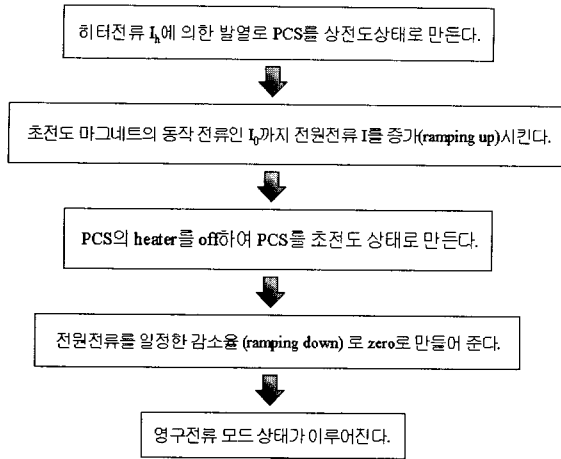 히터전류 Iₕ에 의한 발열로 PCS를 상전도상태로 만든다.
초전도 마그네트의 동작 전류인 I₀까지 전원전류 I를 증가(ramping up)시킨다.
PCS의 heater를 off하여 PCS를 초전도 상태로 만든다.
전원전류를 일정한 감소율 (ramping down) 로 zero로 만들어 준다.
영구전류 모드 상태가 이루어진다.